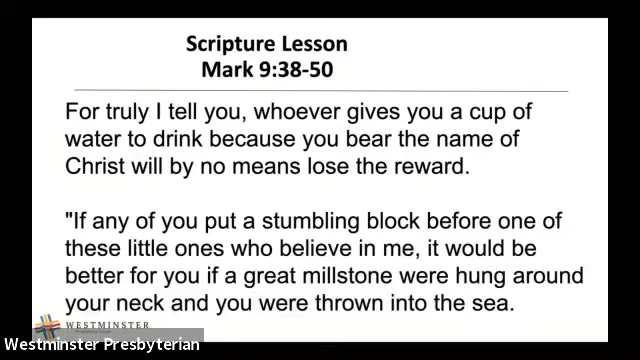 Scripture Lesson
Mark 9:38-50
For truly I tell you, whoever gives you a cup of
water to drink because you bear the name of
Christ will by no means lose the reward.
"If any of you put a stumbling block before one of
these little ones who believe in me, it would be
better for you if a great millstone were hung around
your neck and you were thrown into the sea.
WESTMINSTER
Westminster Presbyterian